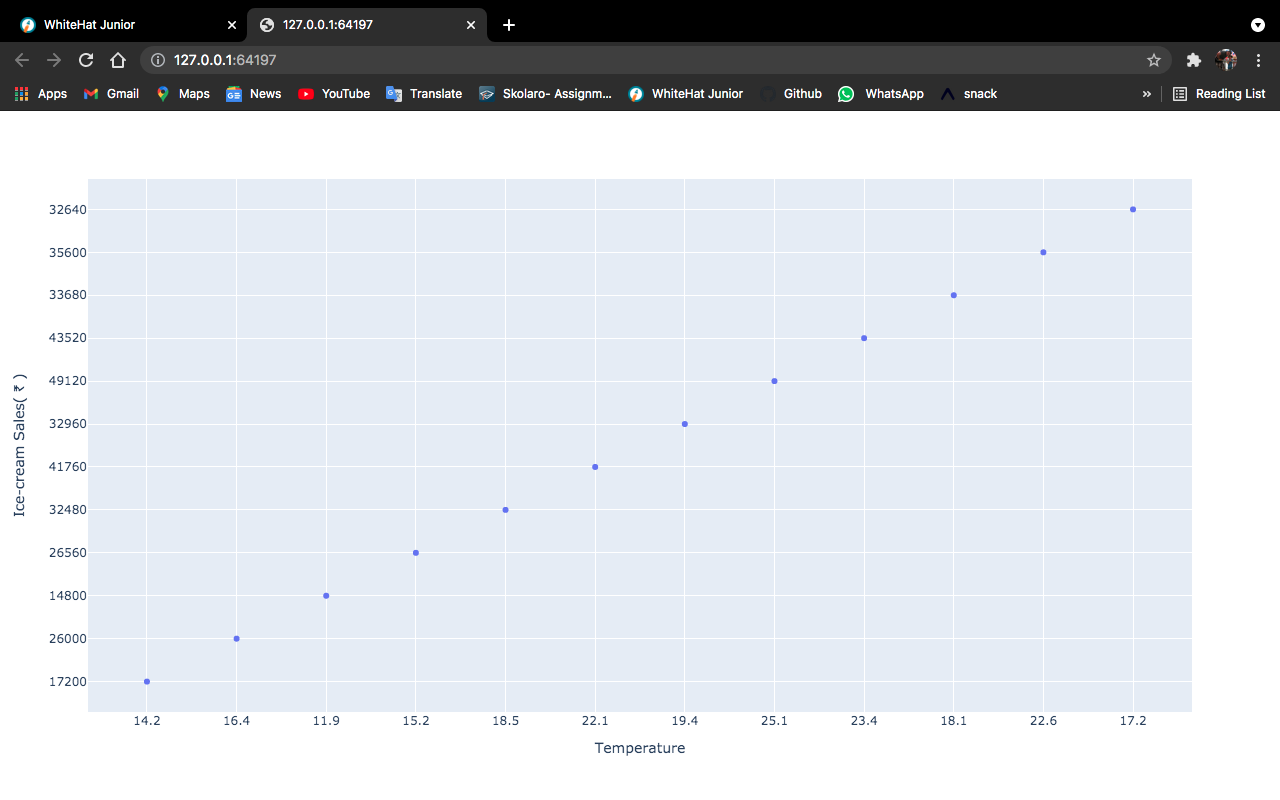 WhiteHat Junior 127.0.0.1:64197
127.0.0.1:64197
Apps Gmail Maps News YouTube Translate Skolaro- Assignm... WhiteHat Junior Github WhatsApp snack » Reading List
32640
35600
33680
43520
49120
32960
41760
32480
26560
14800
26000
17200
Ice-cream Sales( ₹ )
14.2 16.4 11.9 15.2 18.5 22.1 19.4 25.1 23.4 18.1 22.6 17.2
Temperature